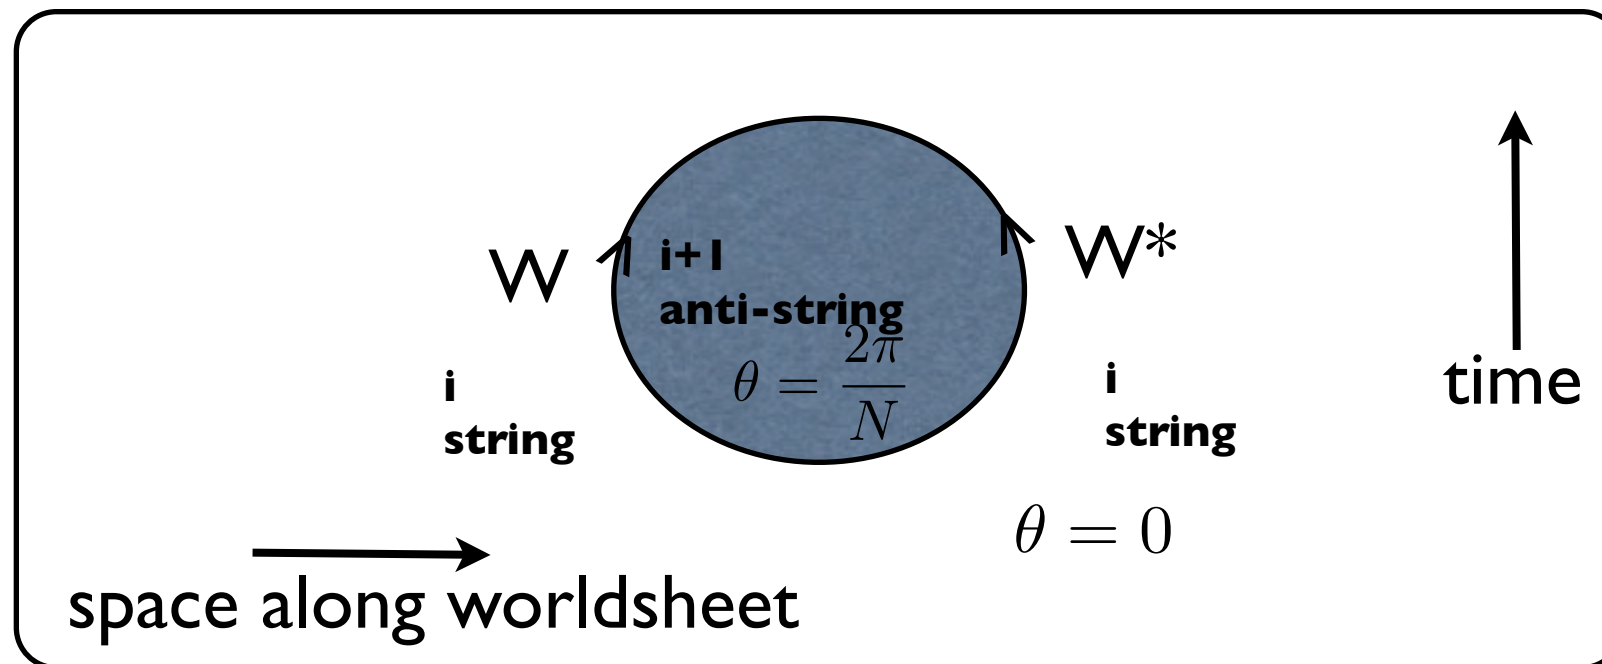 W
i+1
anti-string
θ = 2π/N
W*
i
string
i
string
time
θ = 0
space along worldsheet